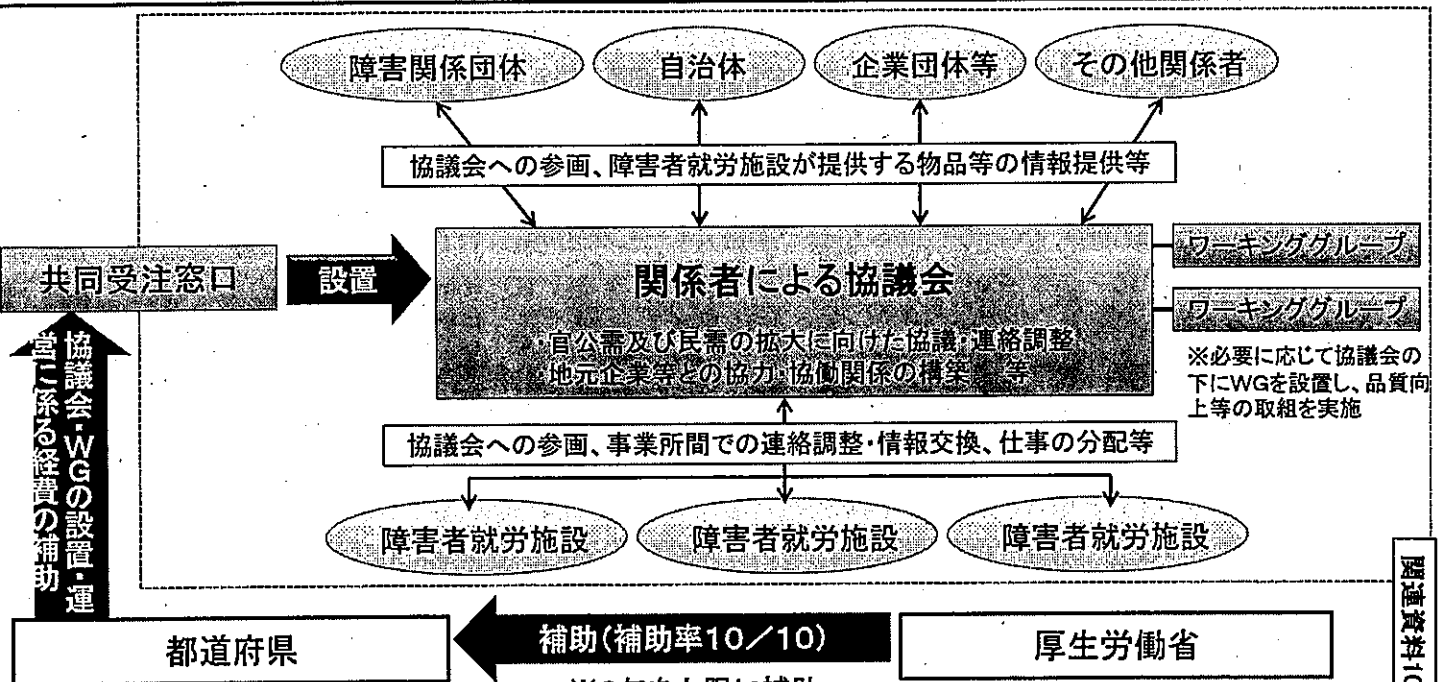 障害関係団体
自治体
企業団体等
その他関係者
協議会への参画、障害者就労施設が提供する物品等の情報提供等
共同受注窓口
設置
関係者による協議会
・官公需及び民需の拡大に向けた協議・連絡調整
・地元企業等との協力・協働関係の構築 等
ワーキンググループ
ワーキンググループ
※必要に応じて協議会の
下にWGを設置し、品質向
上等の取組を実施
協議会・WGの設置・運
営に係る経費の補助
協議会への参画、事業所間での連絡調整・情報交換、仕事の分配等
障害者就労施設
障害者就労施設
障害者就労施設
関連資料10
都道府県
補助(補助率10/10)
厚生労働省